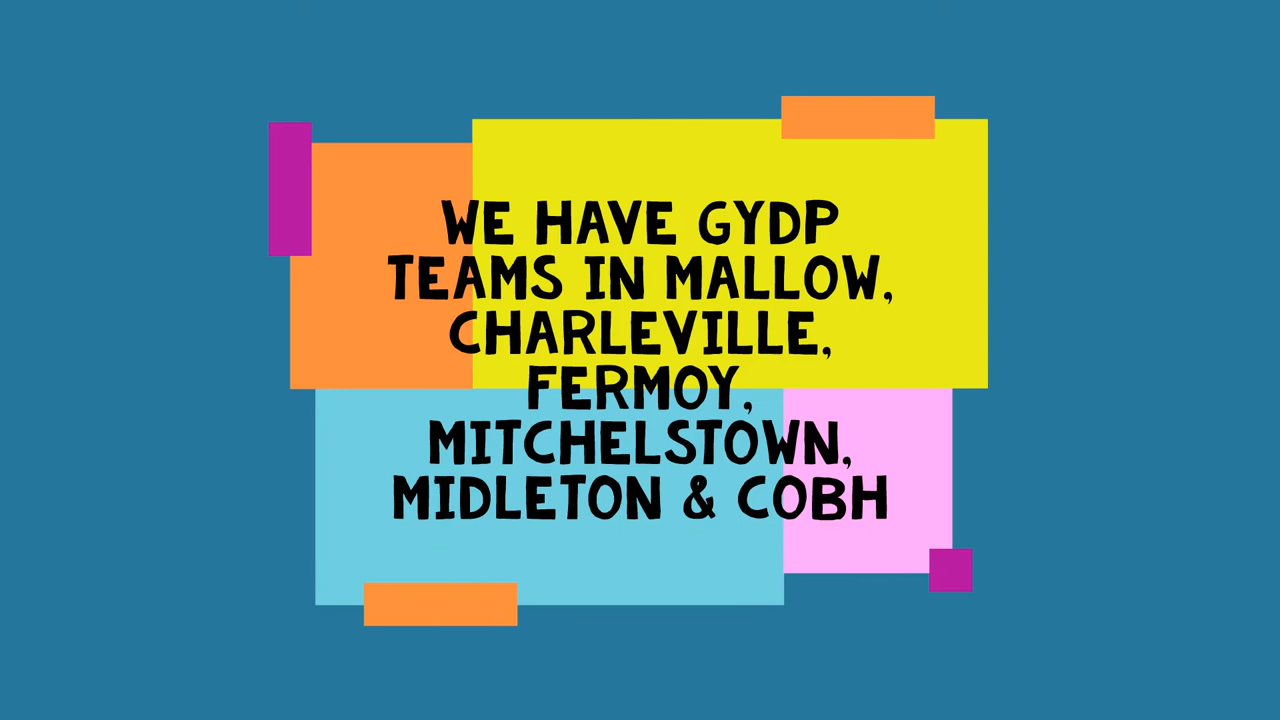 WE HAVE GYDP
TEAMS IN MALLOW,
CHARLEVILLE,
FERMOY,
MITCHELSTOWN,
MIDLETON & COBH